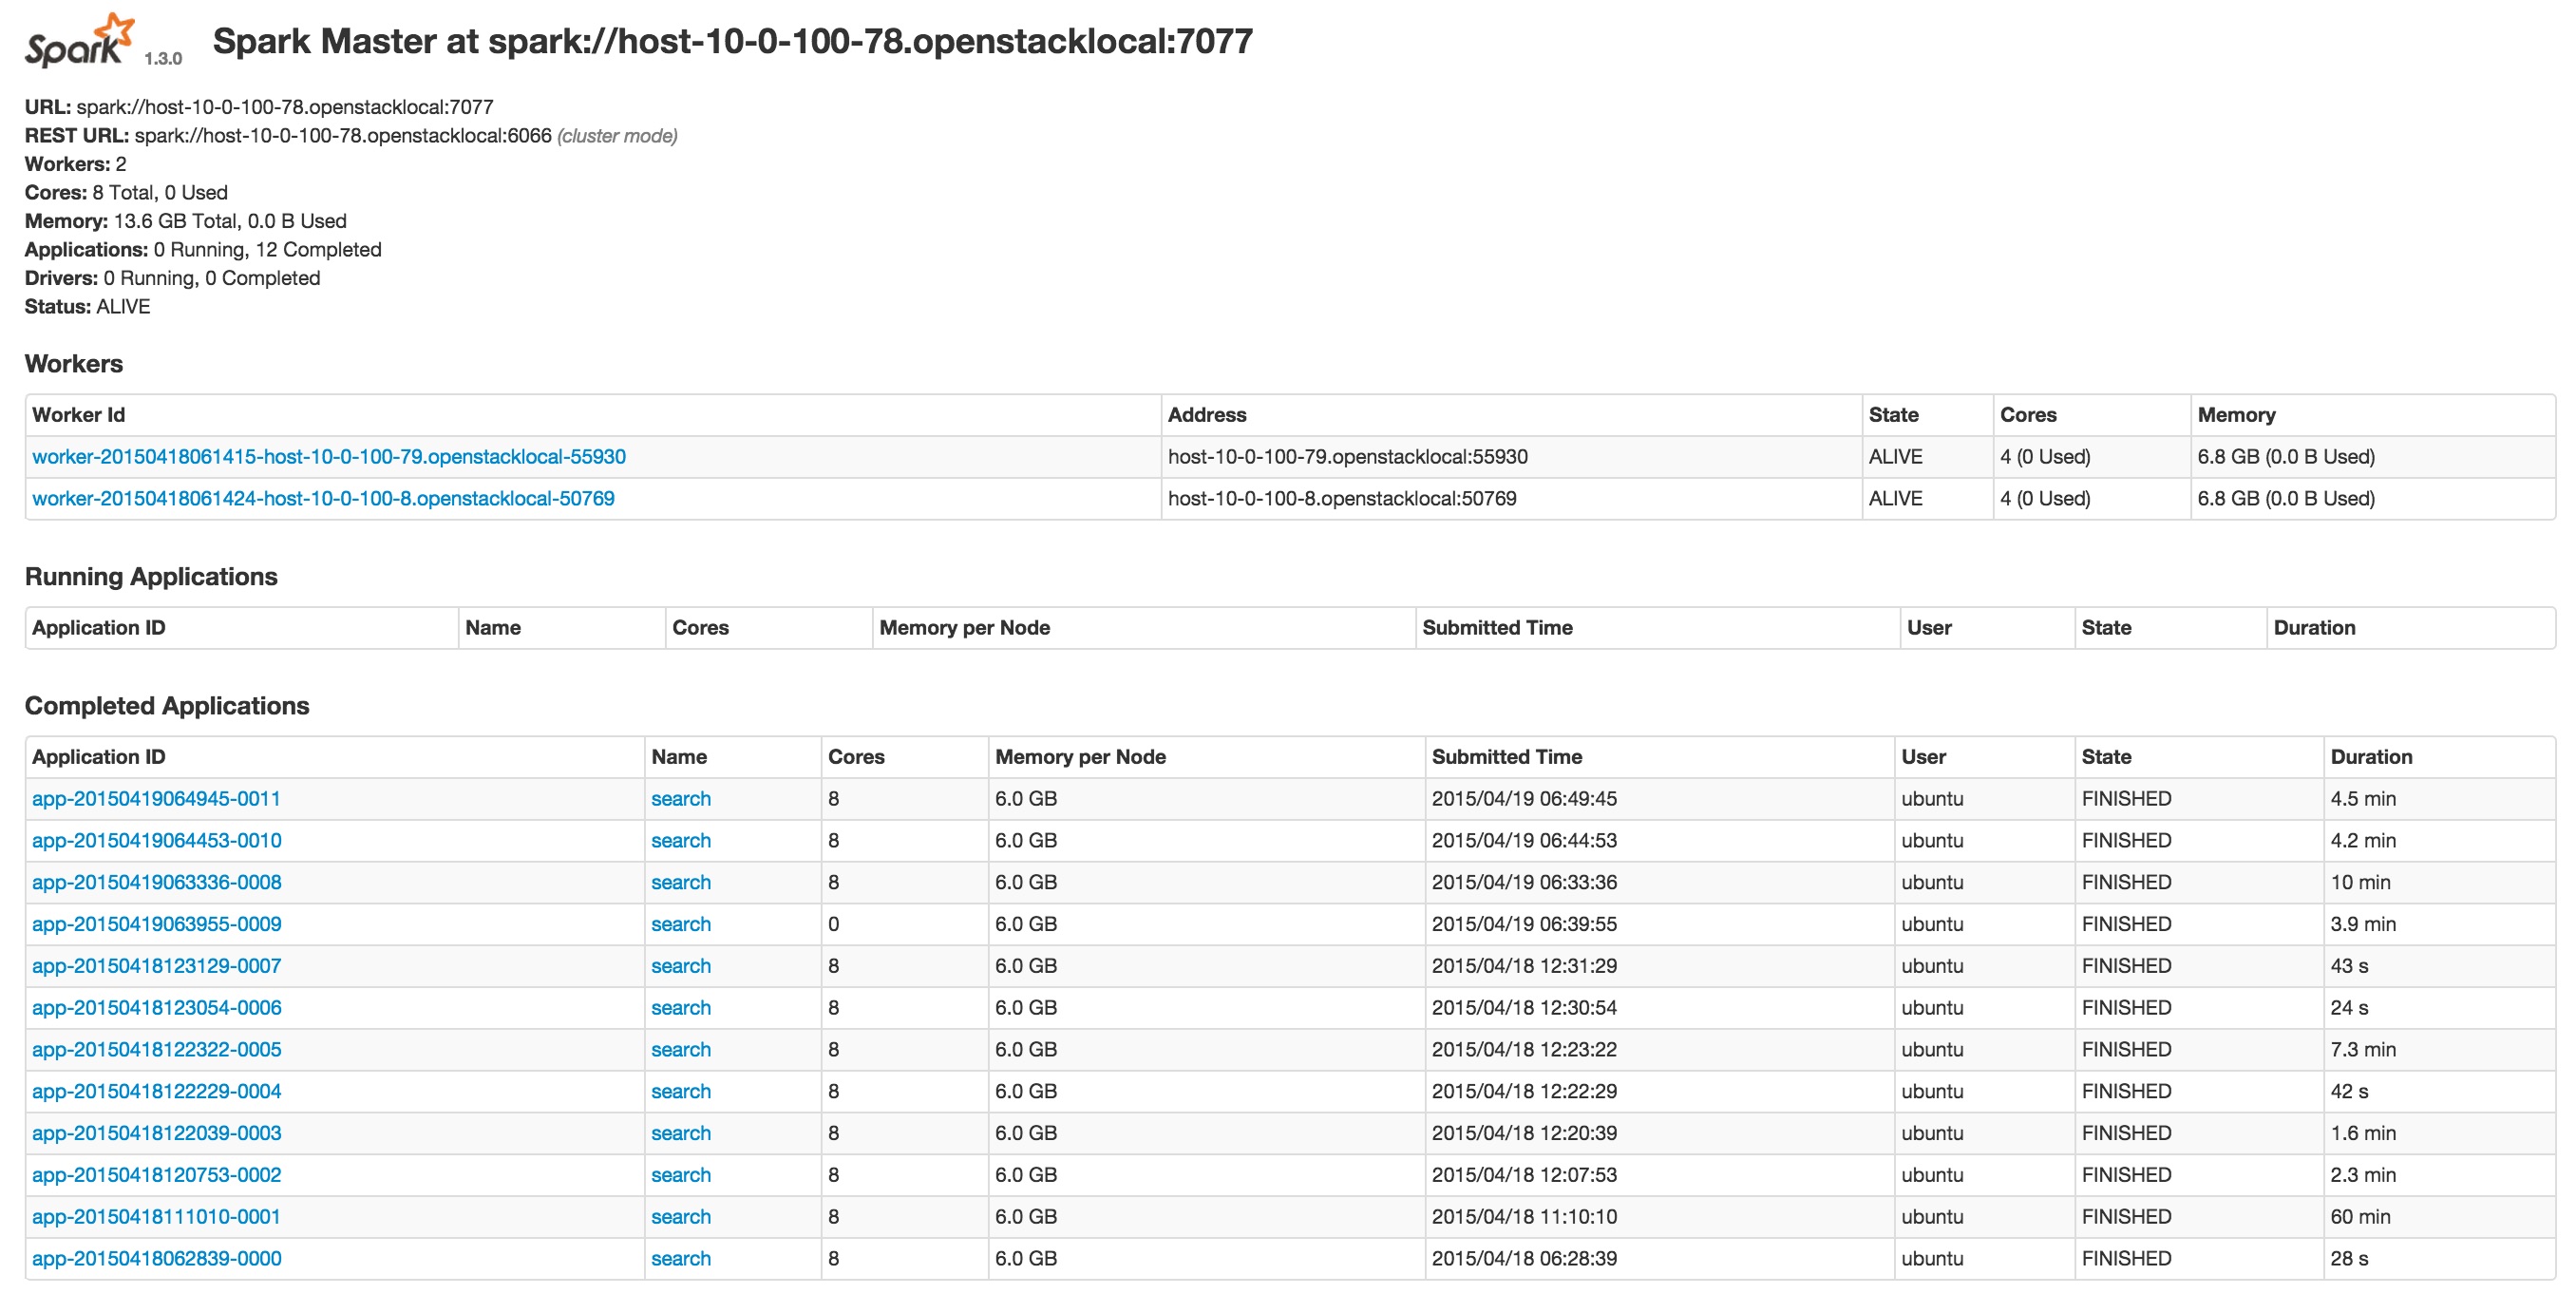 Spark 1.3.0 Spark Master at spark://host-10-0-100-78.openstacklocal:7077
URL: spark://host-10-0-100-78.openstacklocal:7077
REST URL: spark://host-10-0-100-78.openstacklocal:6066 (cluster mode)
Workers: 2
Cores: 8 Total, 0 Used
Memory: 13.6 GB Total, 0.0 B Used
Applications: 0 Running, 12 Completed
Drivers: 0 Running, 0 Completed
Status: ALIVE
Workers
Worker Id Address State Cores Memory
worker-20150418061415-host-10-0-100-79.openstacklocal-55930 host-10-0-100-79.openstacklocal:55930 ALIVE 4 (0 Used) 6.8 GB (0.0 B Used)
worker-20150418061424-host-10-0-100-8.openstacklocal-50769 host-10-0-100-8.openstacklocal:50769 ALIVE 4 (0 Used) 6.8 GB (0.0 B Used)
Running Applications
Application ID Name Cores Memory per Node Submitted Time User State Duration
Completed Applications
Application ID Name Cores Memory per Node Submitted Time User State Duration
app-20150419064945-0011 search 8 6.0 GB 2015/04/19 06:49:45 ubuntu FINISHED 4.5 min
app-20150419064453-0010 search 8 6.0 GB 2015/04/19 06:44:53 ubuntu FINISHED 4.2 min
app-20150419063336-0008 search 8 6.0 GB 2015/04/19 06:33:36 ubuntu FINISHED 10 min
app-20150419063955-0009 search 0 6.0 GB 2015/04/19 06:39:55 ubuntu FINISHED 3.9 min
app-20150418123129-0007 search 8 6.0 GB 2015/04/18 12:31:29 ubuntu FINISHED 43 s
app-20150418123054-0006 search 8 6.0 GB 2015/04/18 12:30:54 ubuntu FINISHED 24 s
app-20150418122322-0005 search 8 6.0 GB 2015/04/18 12:23:22 ubuntu FINISHED 7.3 min
app-20150418122229-0004 search 8 6.0 GB 2015/04/18 12:22:29 ubuntu FINISHED 42 s
app-20150418122039-0003 search 8 6.0 GB 2015/04/18 12:20:39 ubuntu FINISHED 1.6 min
app-20150418120753-0002 search 8 6.0 GB 2015/04/18 12:07:53 ubuntu FINISHED 2.3 min
app-20150418111010-0001 search 8 6.0 GB 2015/04/18 11:10:10 ubuntu FINISHED 60 min
app-20150418062839-0000 search 8 6.0 GB 2015/04/18 06:28:39 ubuntu FINISHED 28 s